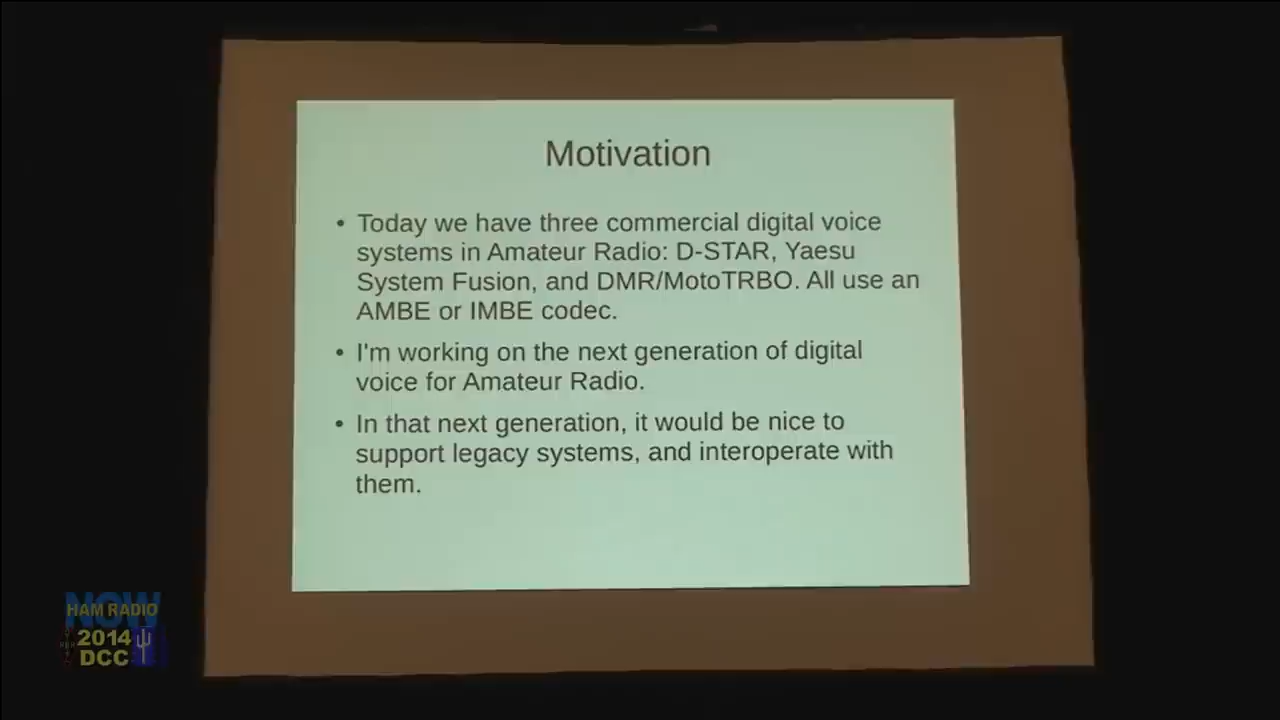 Motivation
• Today we have three commercial digital voice
systems in Amateur Radio: D-STAR, Yaesu
System Fusion, and DMR/MotoTRBO. All use an
AMBE or IMBE codec.
• I'm working on the next generation of digital
voice for Amateur Radio.
• In that next generation, it would be nice to
support legacy systems, and interoperate with
them.
NOW
HAM RADIO
2014
DCC